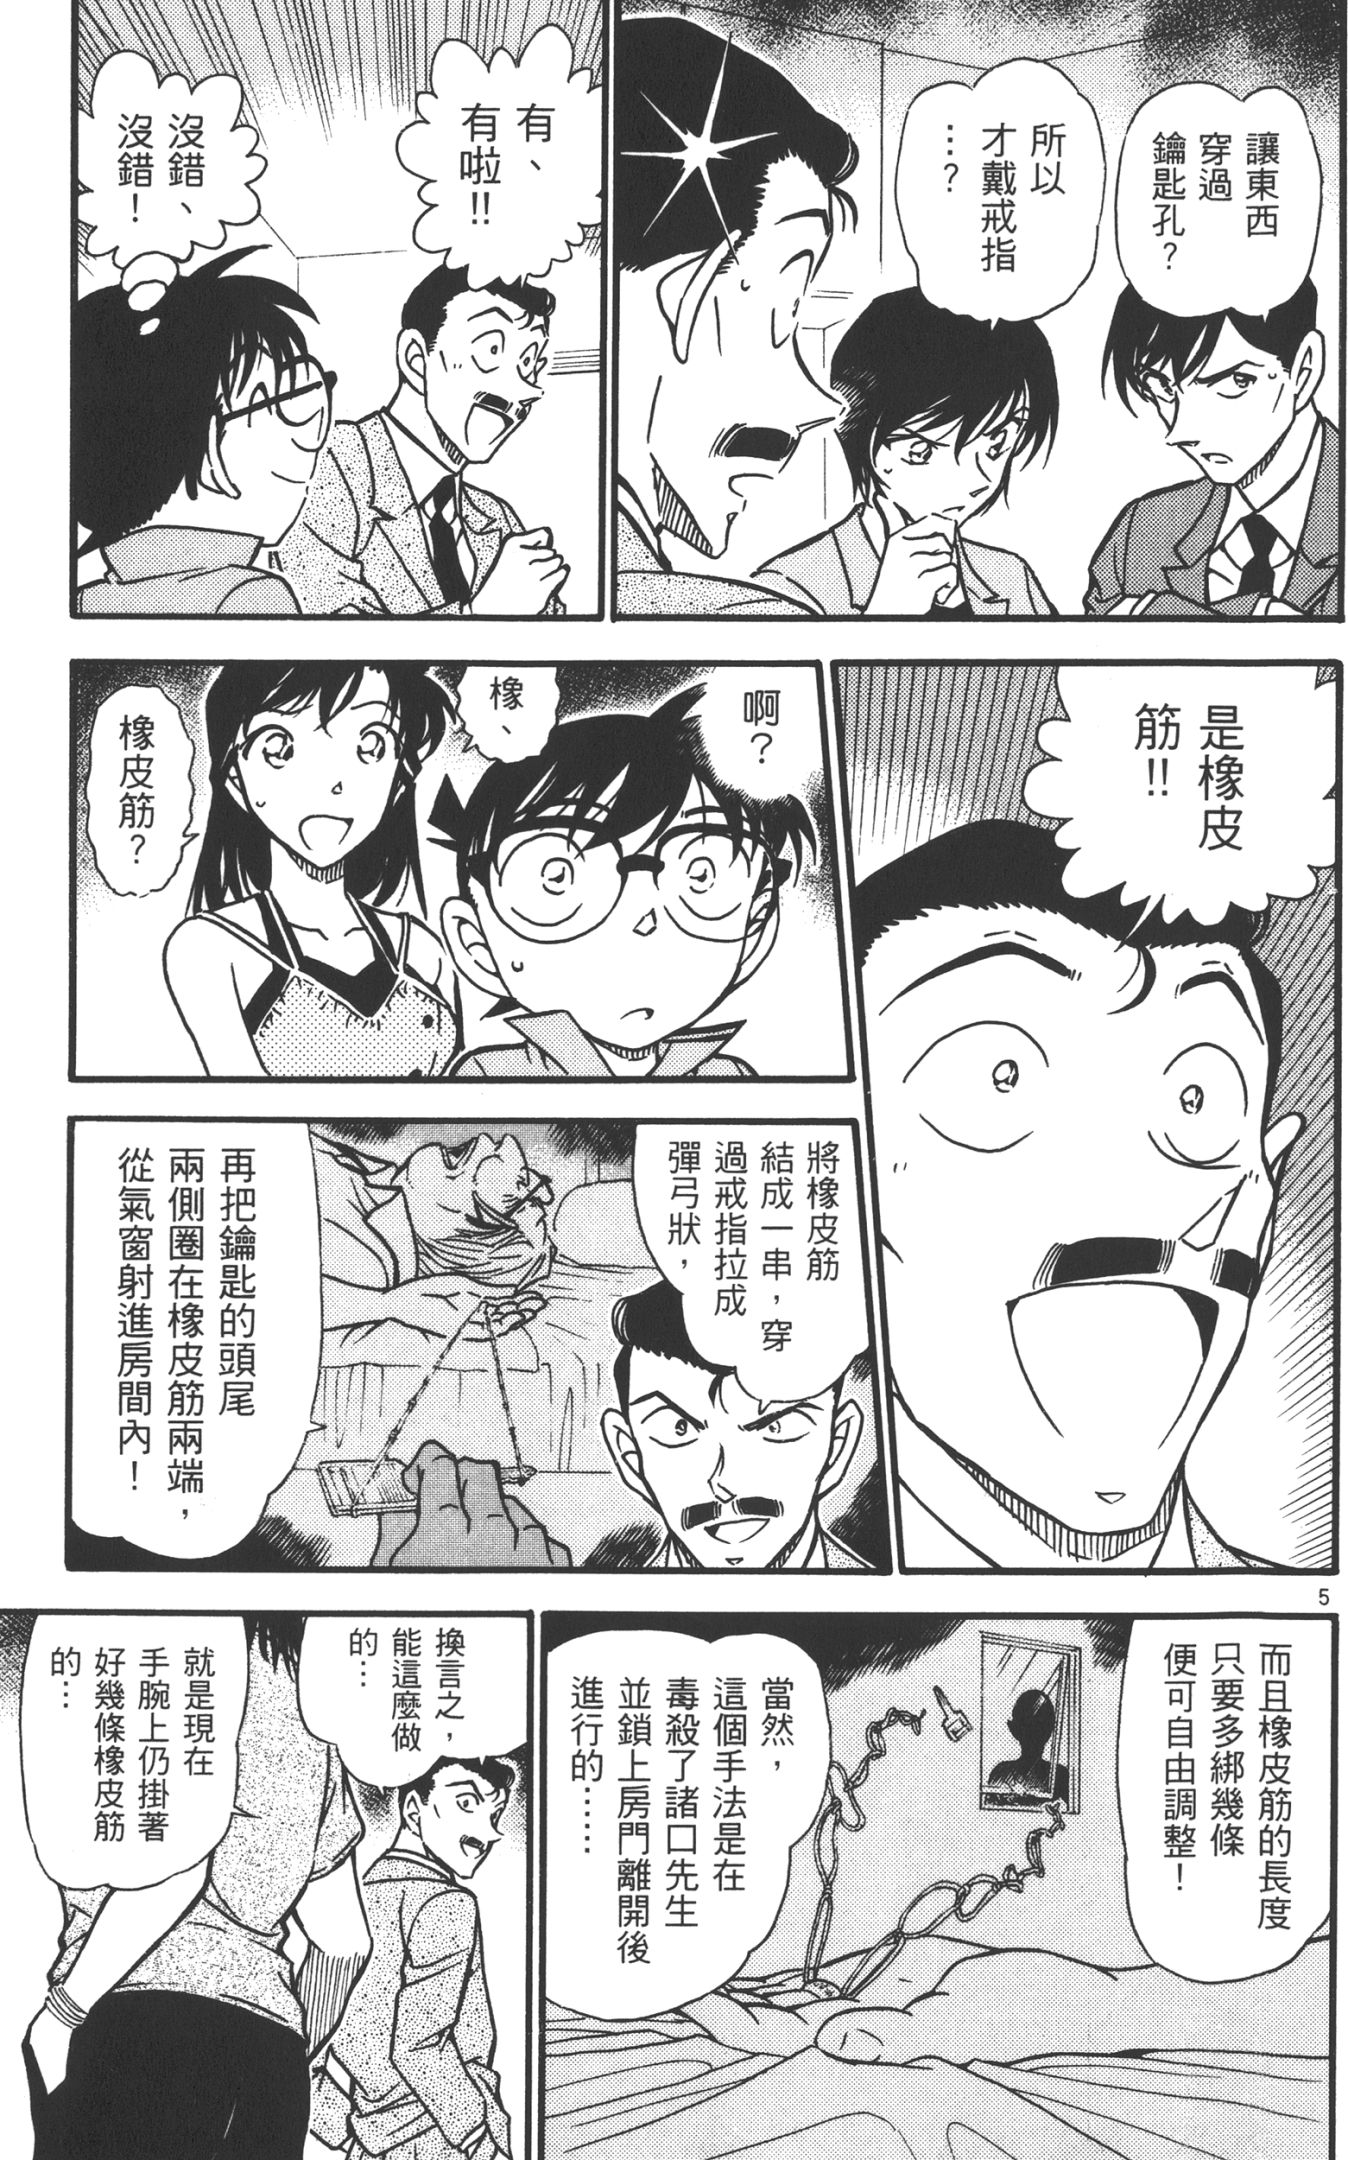 讓東西
穿過
鑰匙孔？
所以
才戴戒指
…？
有、
有啦!!
沒錯、
沒錯！
是橡皮
筋!!
啊？
橡、
橡皮筋？
將橡皮筋
結成一串，穿
過戒指拉成
彈弓狀，
再把鑰匙的頭尾
兩側圈在橡皮筋兩端，
從氣窗射進房間內！
5
而且橡皮筋的長度
只要多綁幾條
便可自由調整！
當然，
這個手法是在
毒殺了諸口先生
並鎖上房門離開後
進行的……
換言之，
能這麼做
的…
就是現在
手腕上仍掛著
好幾條橡皮筋
的…